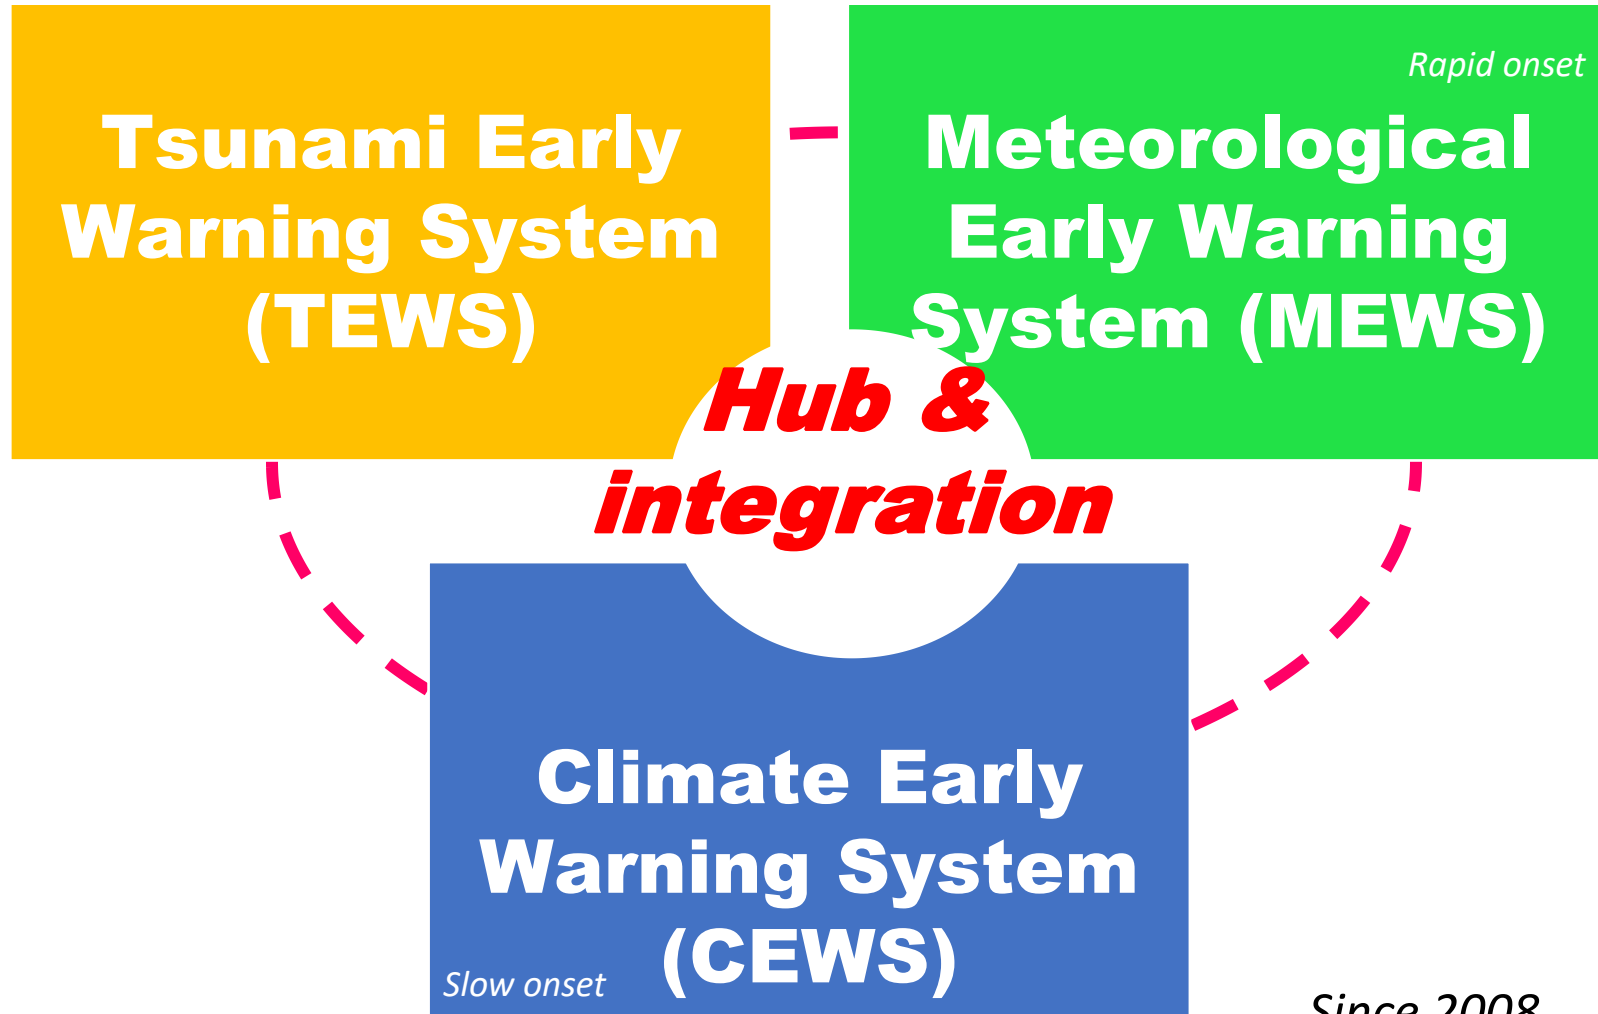 Tsunami Early
Warning System
(TEWS)
Rapid onset
Meteorological
Early Warning
System (MEWS)
Hub &
integration
Climate Early
Warning System
(CEWS)
Slow onset
Since 2008